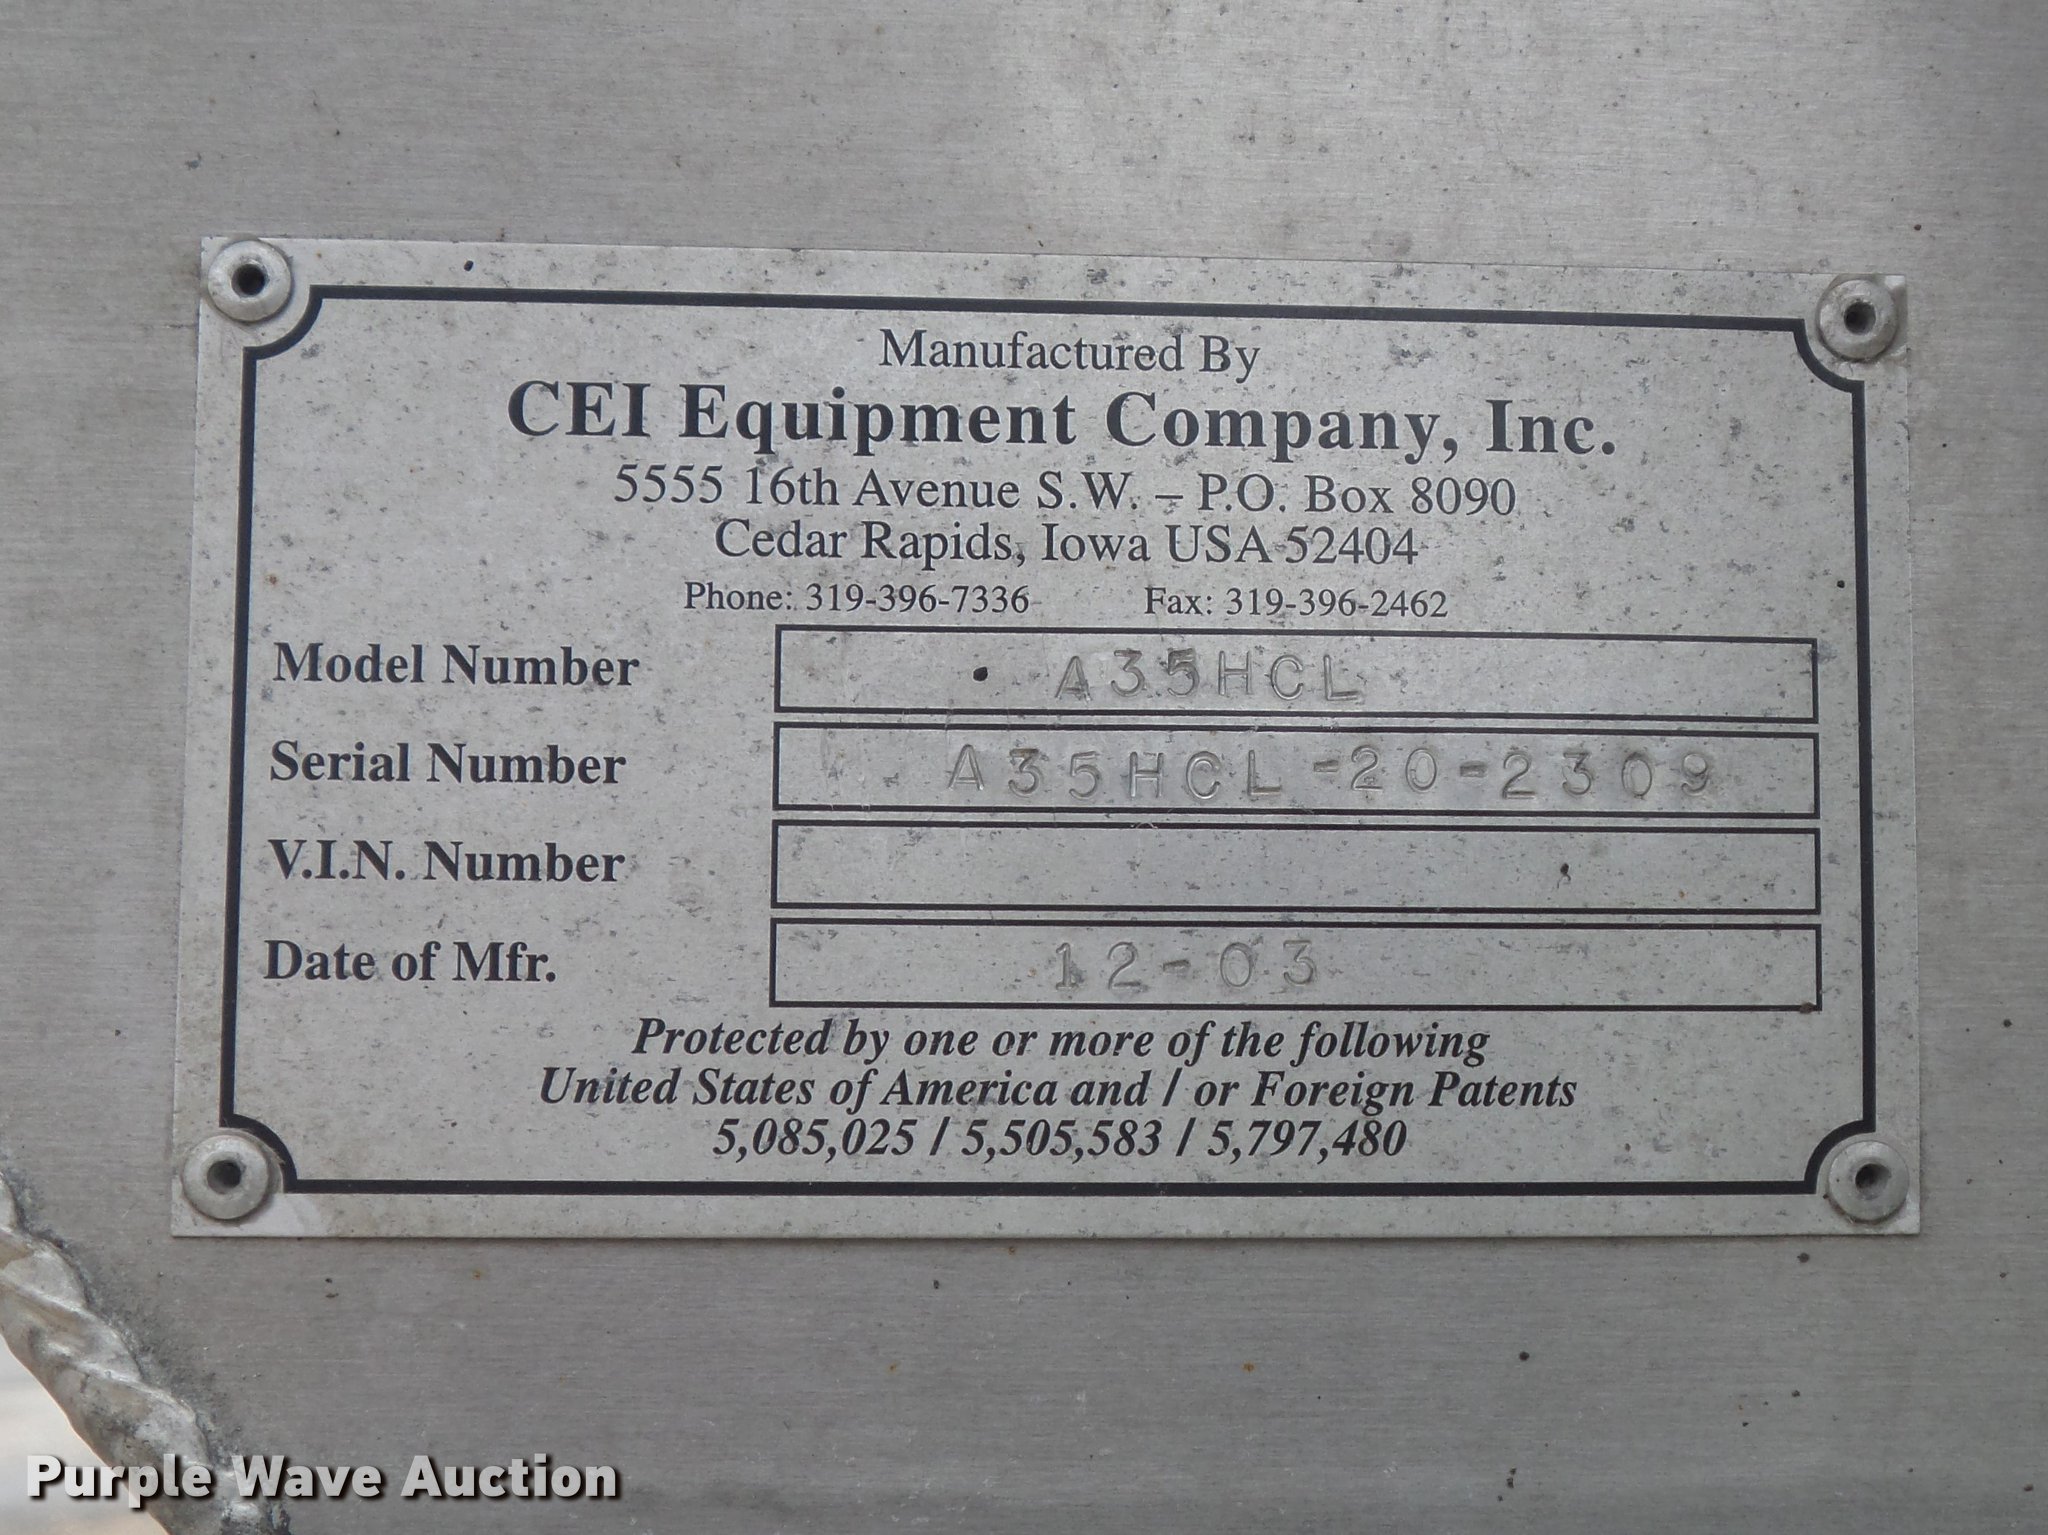 Manufactured By
CEI Equipment Company, Inc.
5555 16th Avenue S.W. – P.O. Box 8090
Cedar Rapids, Iowa USA 52404
Phone: 319-396-7336 Fax: 319-396-2462
Model Number A35HCL
Serial Number A35HCL-20-2309
V.I.N. Number
Date of Mfr. 12-03
Protected by one or more of the following
United States of America and / or Foreign Patents
5,085,025 / 5,505,583 / 5,797,480
Purple Wave Auction